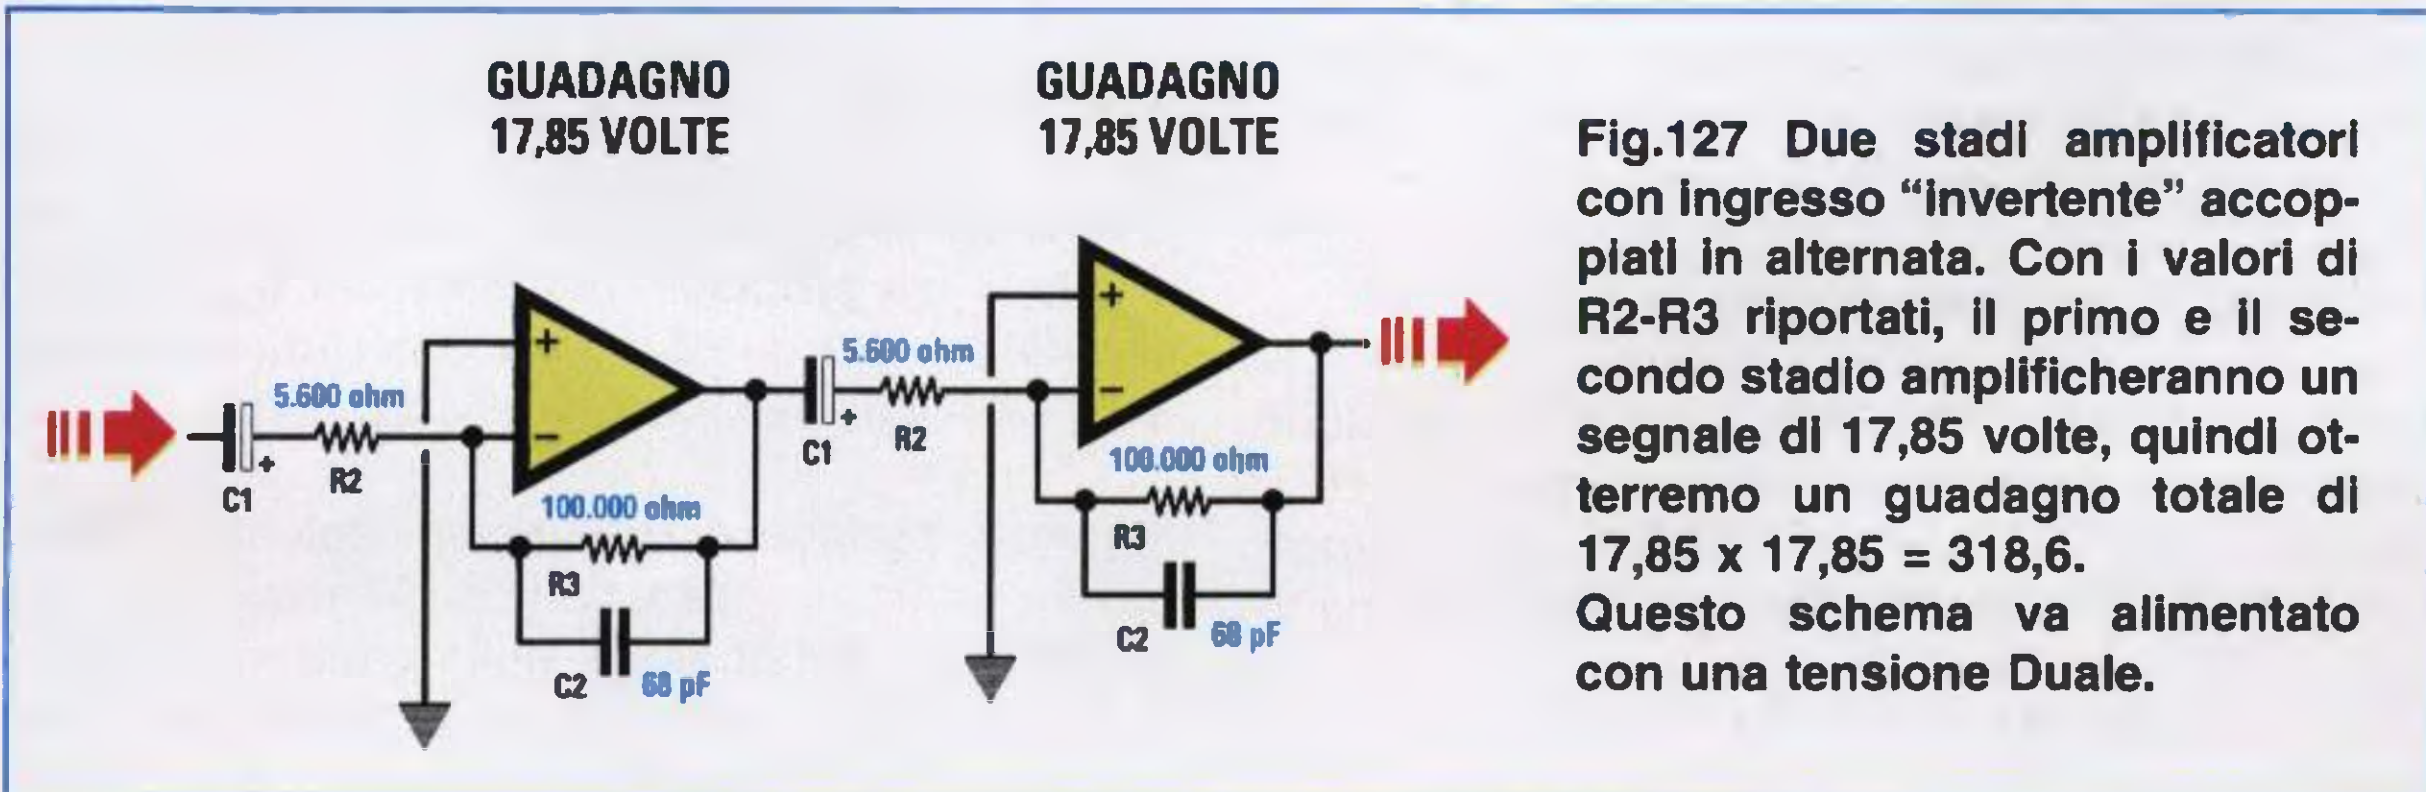 GUADAGNO
17,85 VOLTE
GUADAGNO
17,85 VOLTE
+
5.600 ohm
−
+
C1
R2
100.000 ohm
R3
C2
68 pF
+
5.600 ohm
−
+
C1
R2
100.000 ohm
R3
C2
68 pF
Fig.127 Due stadi amplificatori
con ingresso “invertente” accop-
piati in alternata. Con i valori di
R2-R3 riportati, il primo e il se-
condo stadio amplificheranno un
segnale di 17,85 volte, quindi ot-
terremo un guadagno totale di
17,85 x 17,85 = 318,6.
Questo schema va alimentato
con una tensione Duale.